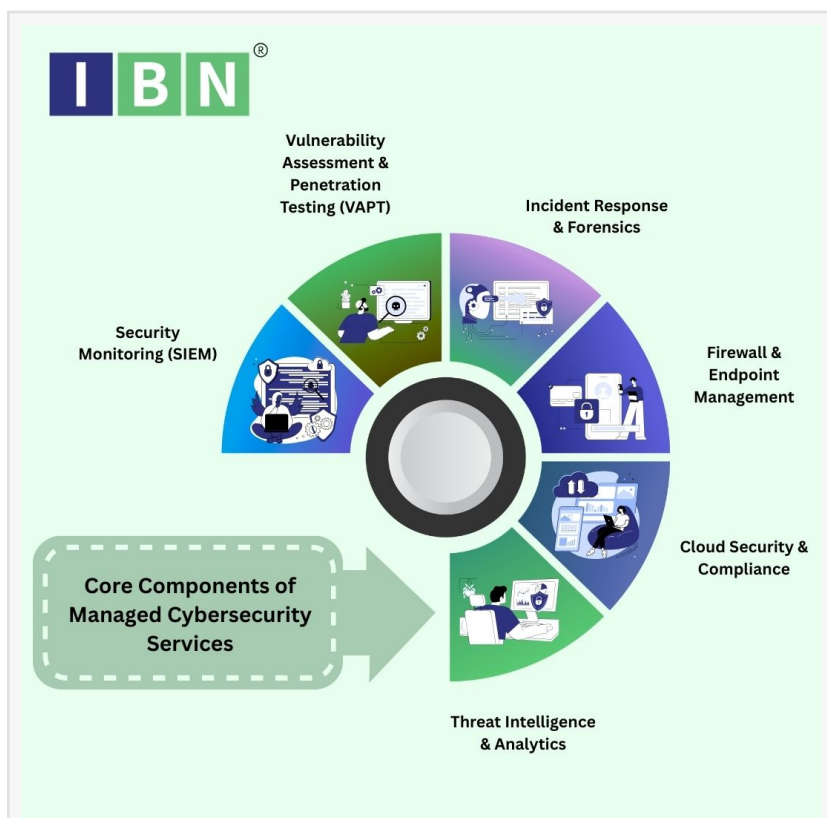 IBN®
Vulnerability
Assessment &
Penetration
Testing (VAPT)
Incident Response
& Forensics
Security
Monitoring (SIEM)
Firewall &
Endpoint
Management
Cloud Security &
Compliance
Core Components of
Managed Cybersecurity
Services
Threat Intelligence
& Analytics